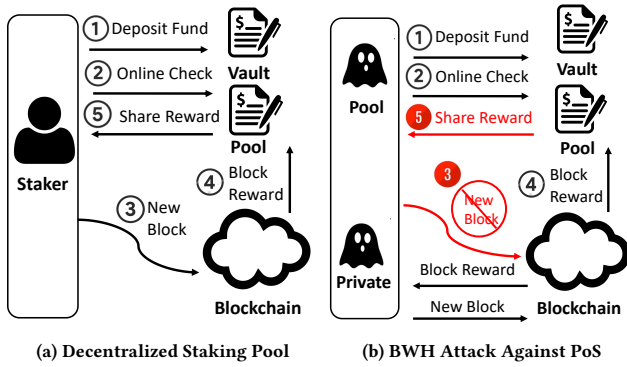 1 Deposit Fund
$
Vault
2 Online Check
5 Share Reward
$
Pool
Staker
4 Block
Reward
3 New
Block
Blockchain
(a) Decentralized Staking Pool
1 Deposit Fund
$
Vault
2 Online Check
Pool
5 Share Reward
$
Pool
3
New
Block
4 Block
Reward
Private
Block Reward
New Block
Blockchain
(b) BWH Attack Against PoS